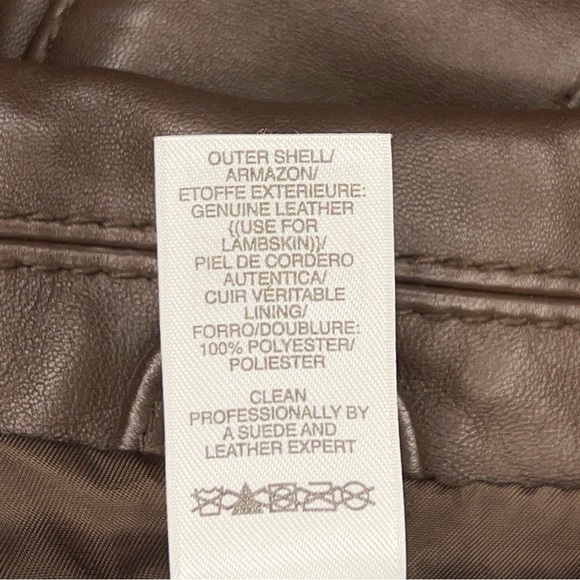 OUTER SHELL/
ARMAZON/
ETOFFE EXTERIEURE:
GENUINE LEATHER
{(USE FOR
LAMBSKIN)}/
PIEL DE CORDERO
AUTENTICA/
CUIR VÉRITABLE
LINING/
FORRO/DOUBLURE:
100% POLYESTER/
POLIESTER
CLEAN
PROFESSIONALLY BY
A SUEDE AND
LEATHER EXPERT